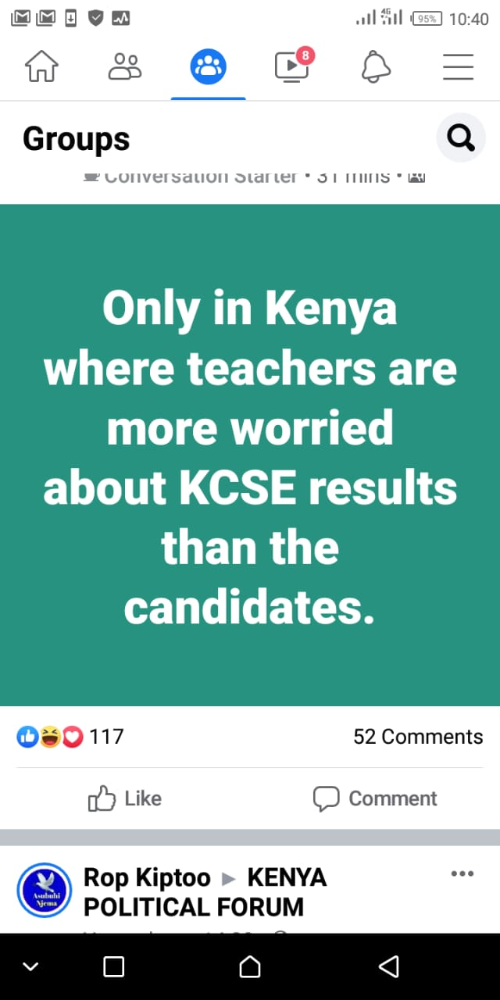 4G 95% 10:40
8
Groups
Conversation Starter • 31 mins •
Only in Kenya
where teachers are
more worried
about KCSE results
than the
candidates.
117 52 Comments
Like Comment
Asubuhi
Njema
Rop Kiptoo ▸ KENYA
POLITICAL FORUM